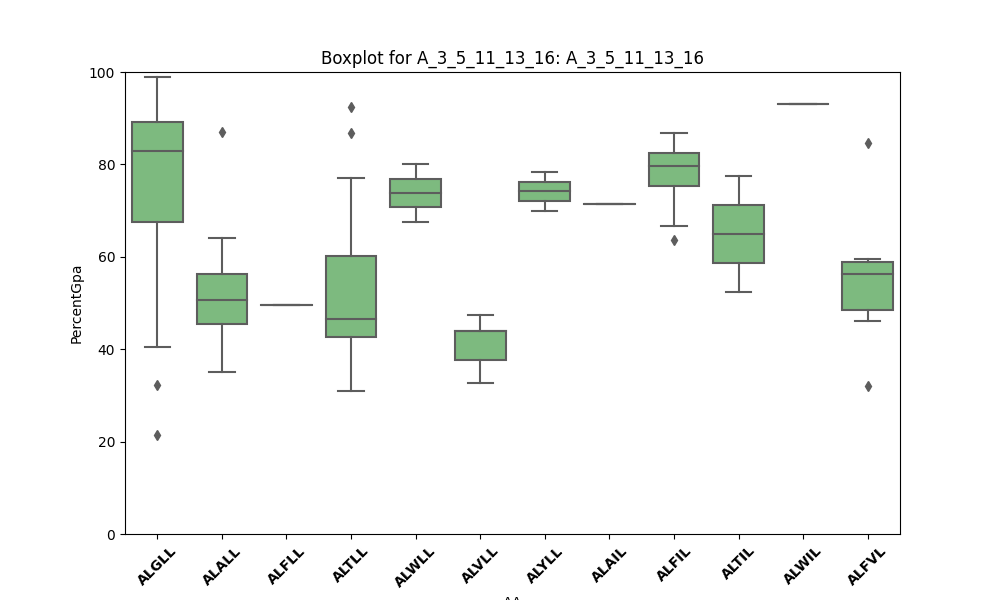 Boxplot for A_3_5_11_13_16: A_3_5_11_13_16
100
80
60
40
20
0
PercentGpa
ALGLL
ALALL
ALFLL
ALTLL
ALWLL
ALVLL
ALYLL
ALAIL
ALFIL
ALTIL
ALWIL
ALFVL